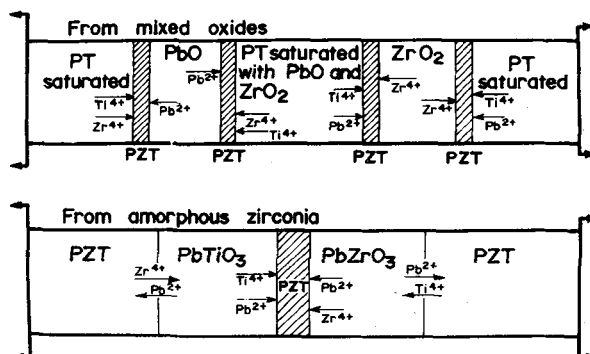 From mixed oxides
PT saturated
PbO
PT saturated with PbO and ZrO2
ZrO2
PT saturated
Ti4+
Zr4+
Pb2+
Pb2+
Zr4+
Ti4+
Ti4+
Pb2+
Zr4+
Zr4+
Ti4+
Pb2+
PZT
PZT
PZT
PZT
From amorphous zirconia
PZT
PbTiO3
PZT
PbZrO3
PZT
Zr4+
Pb2+
Ti4+
Pb2+
Pb2+
Zr4+
Pb2+
Ti4+